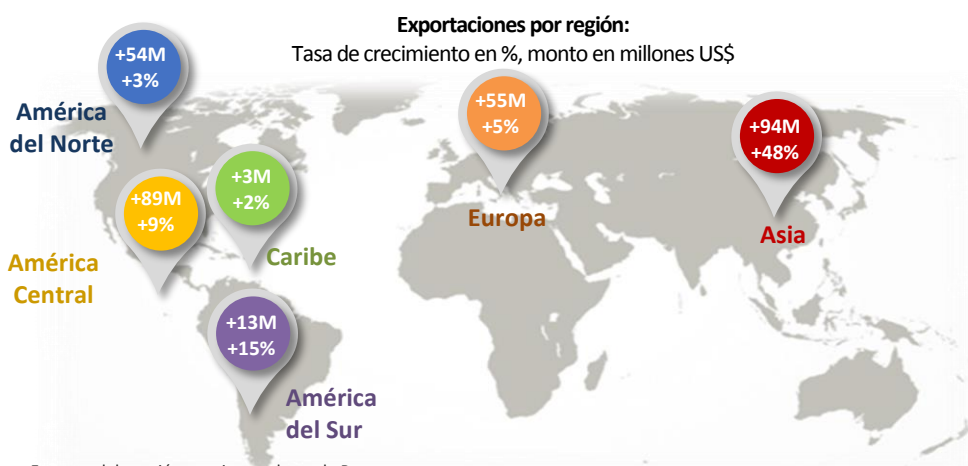 Exportaciones por región:
Tasa de crecimiento en %, monto en millones US$
+54M
+3%
América
del Norte
+55M
+5%
Europa
+94M
+48%
Asia
+3M
+2%
Caribe
+89M
+9%
América
Central
+13M
+15%
América
del Sur